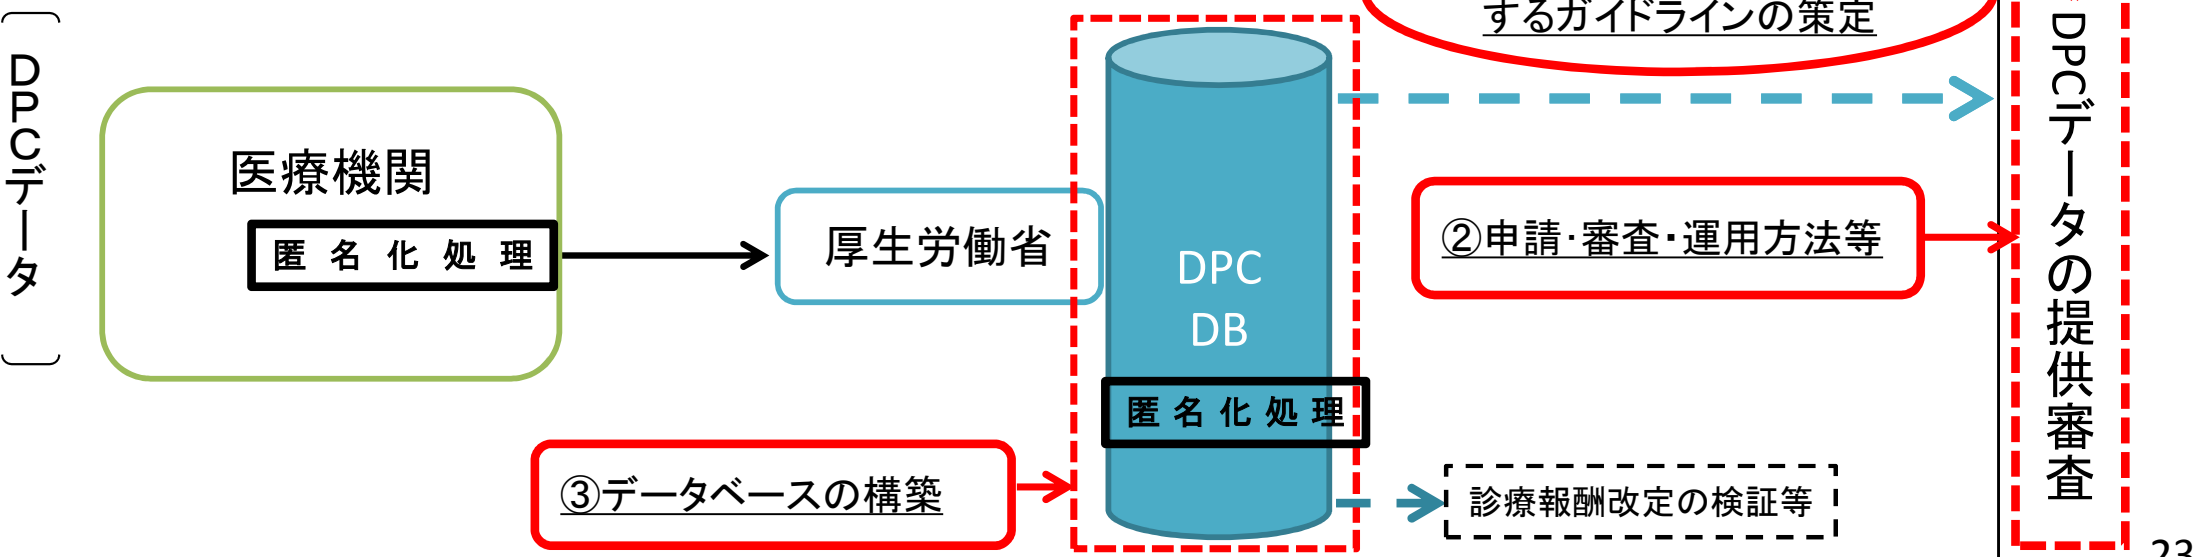 DPCデータ
医療機関
匿名化処理
厚生労働省
するガイドラインの策定
DPC
DB
匿名化処理
②申請・審査・運用方法等
③データベースの構築
診療報酬改定の検証等
DPCデータの提供審査
23